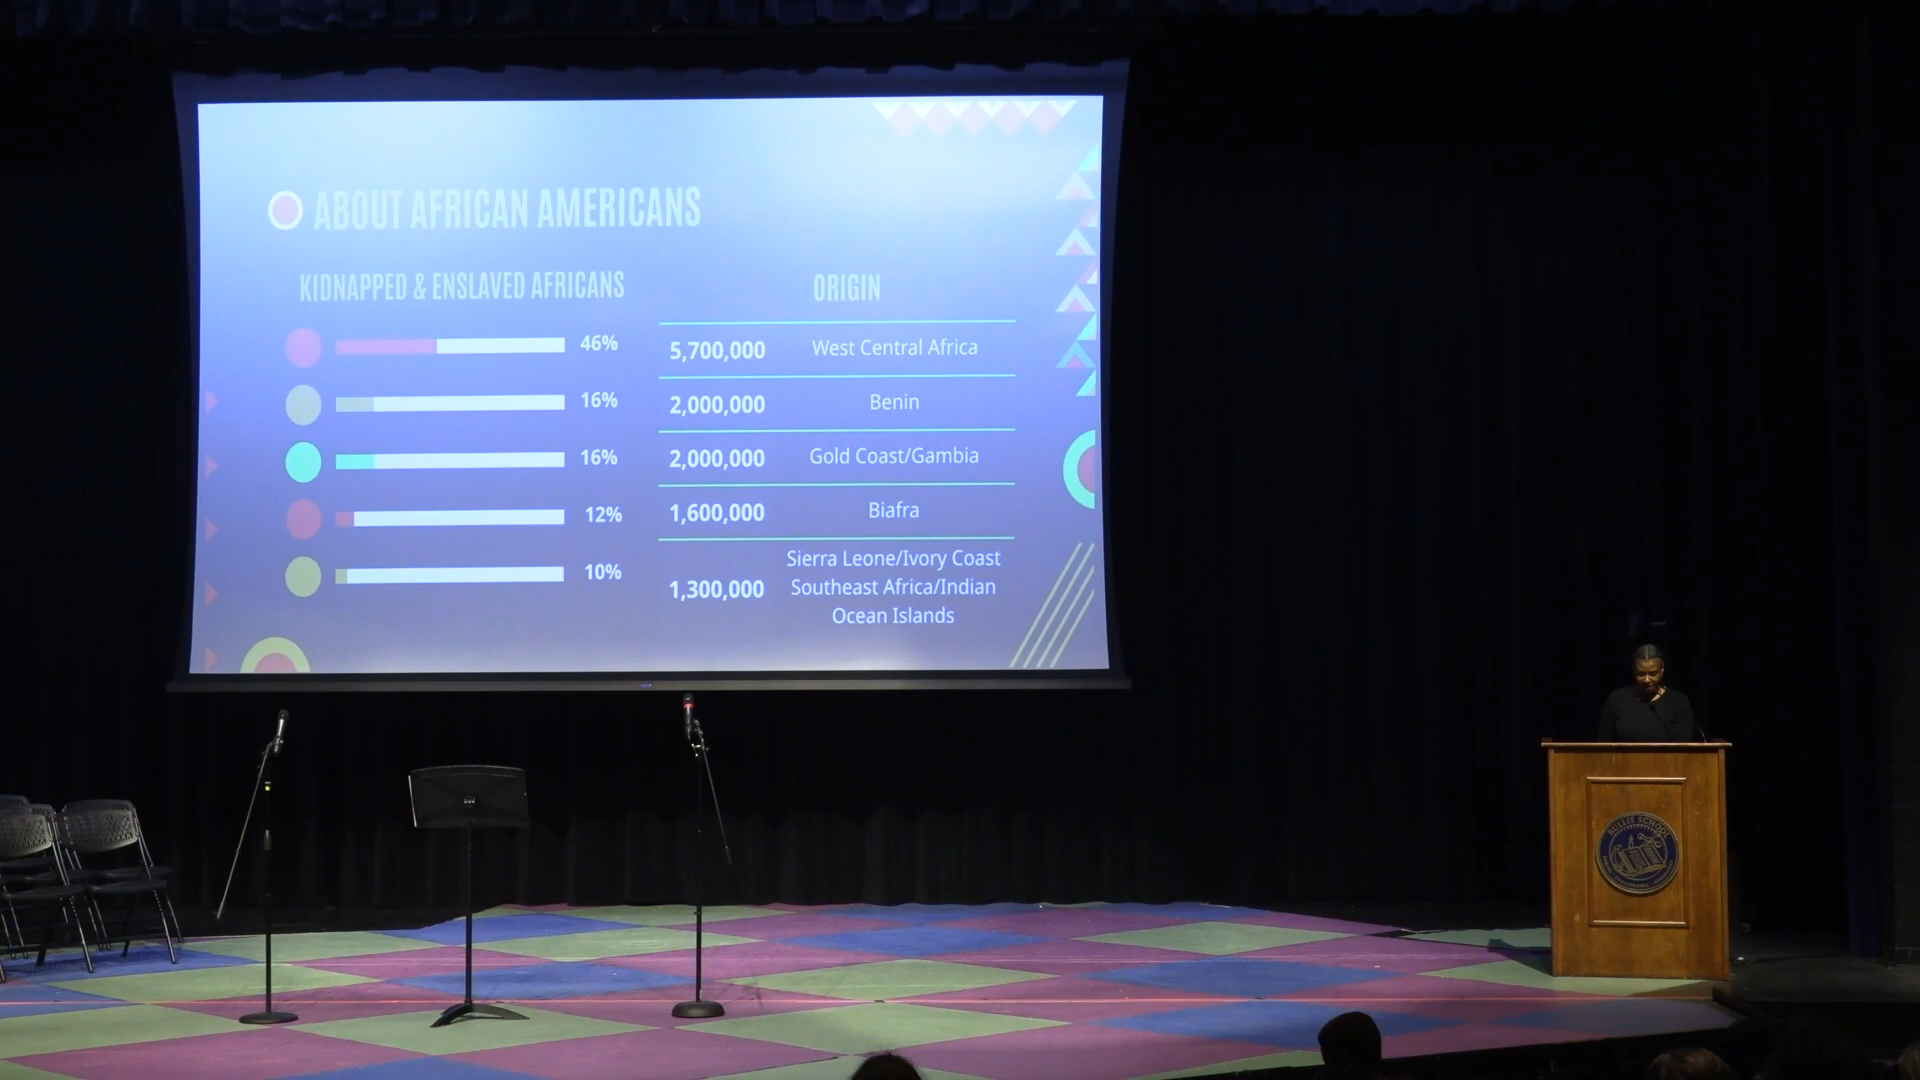 ABOUT AFRICAN AMERICANS
KIDNAPPED & ENSLAVED AFRICANS
ORIGIN
46%
5,700,000 West Central Africa
16%
2,000,000 Benin
16%
2,000,000 Gold Coast/Gambia
12%
1,600,000 Biafra
10%
1,300,000 Sierra Leone/Ivory Coast
Southeast Africa/Indian
Ocean Islands
BULLIS SCHOOL